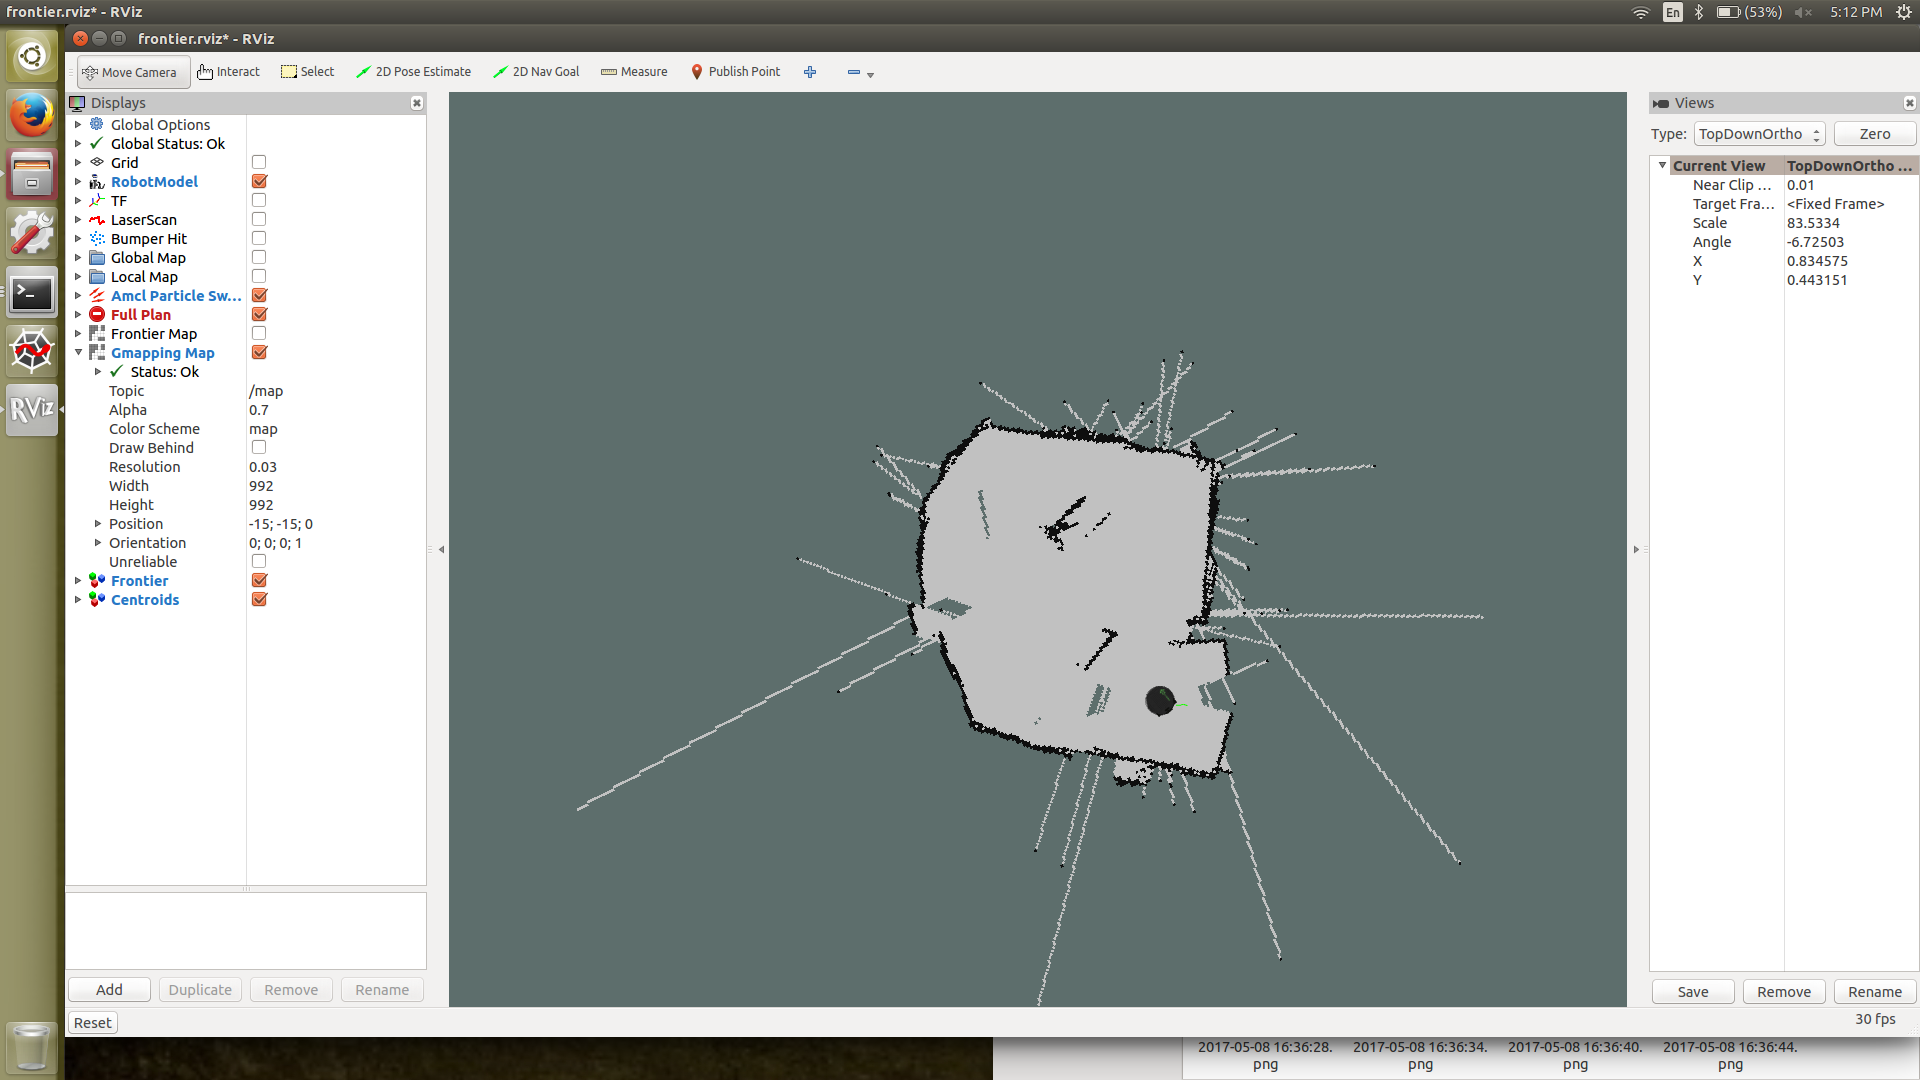 frontier.rviz* - RViz
En
(53%)
5:12 PM
frontier.rviz* - RViz
Move Camera
Interact
Select
2D Pose Estimate
2D Nav Goal
Measure
Publish Point
Displays
Global Options
Global Status: Ok
Grid
RobotModel
TF
LaserScan
Bumper Hit
Global Map
Local Map
Amcl Particle Sw...
Full Plan
Frontier Map
Gmapping Map
Status: Ok
Topic /map
Alpha 0.7
Color Scheme map
Draw Behind
Resolution 0.03
Width 992
Height 992
Position -15; -15; 0
Orientation 0; 0; 0; 1
Unreliable
Frontier
Centroids
Add
Duplicate
Remove
Rename
Reset
Views
Type: TopDownOrtho Zero
Current View TopDownOrtho ...
Near Clip ... 0.01
Target Fra... <Fixed Frame>
Scale 83.5334
Angle -6.72503
X 0.834575
Y 0.443151
Save
Remove
Rename
30 fps
RViz
2017-05-08 16:36:28.
png
2017-05-08 16:36:34.
png
2017-05-08 16:36:40.
png
2017-05-08 16:36:44.
png